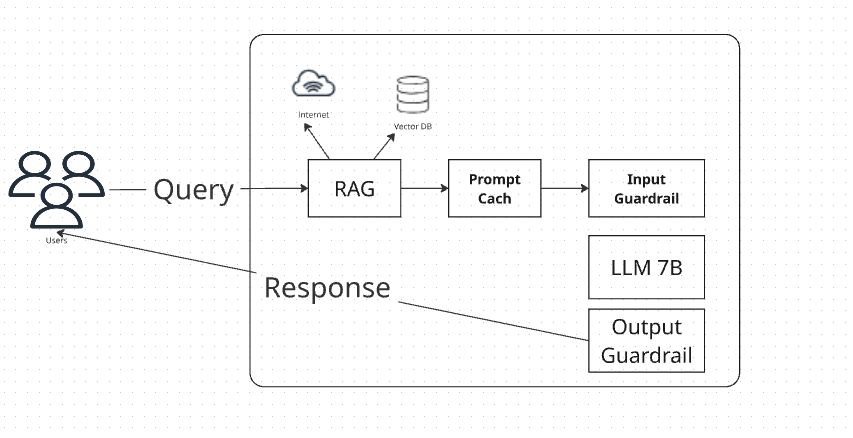 Internet
Vector DB
Users
Query
RAG
Prompt
Cach
Input
Guardrail
LLM 7B
Response
Output
Guardrail